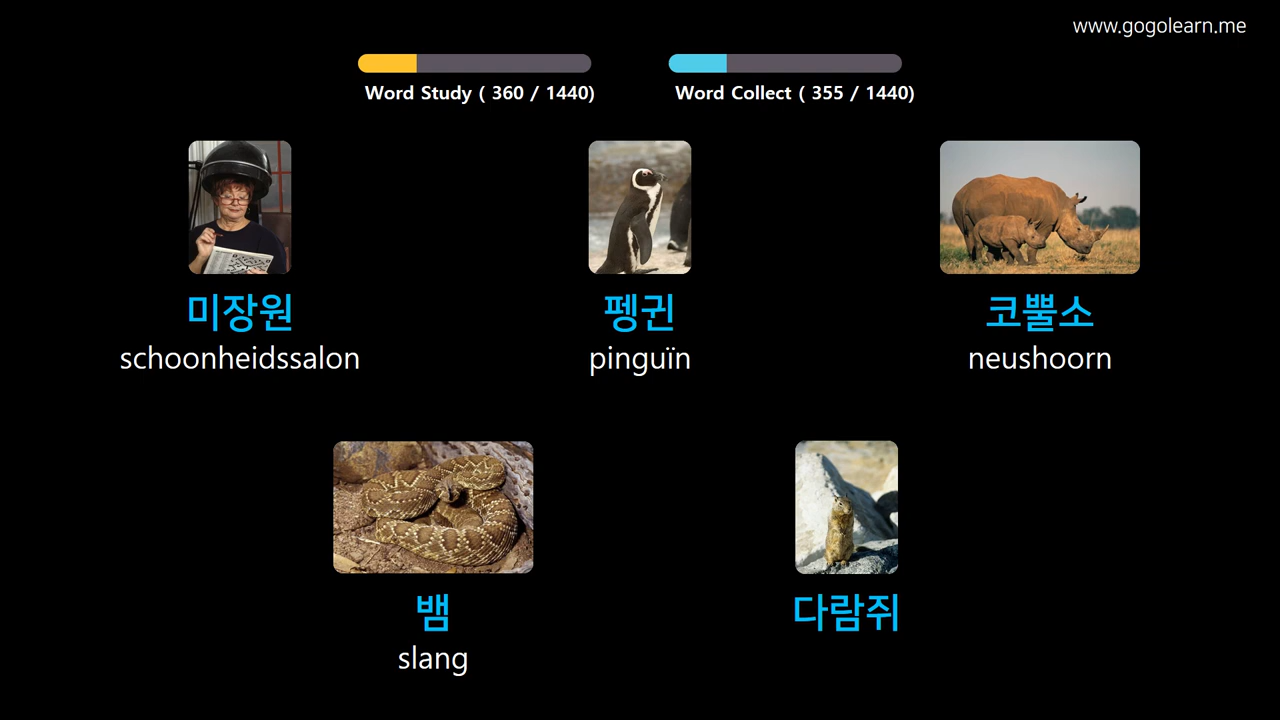 www.gogolearn.me
Word Study ( 360 / 1440)
Word Collect ( 355 / 1440)
미장원
schoonheidssalon
펭귄
pinguïn
코뿔소
neushoorn
뱀
slang
다람쥐